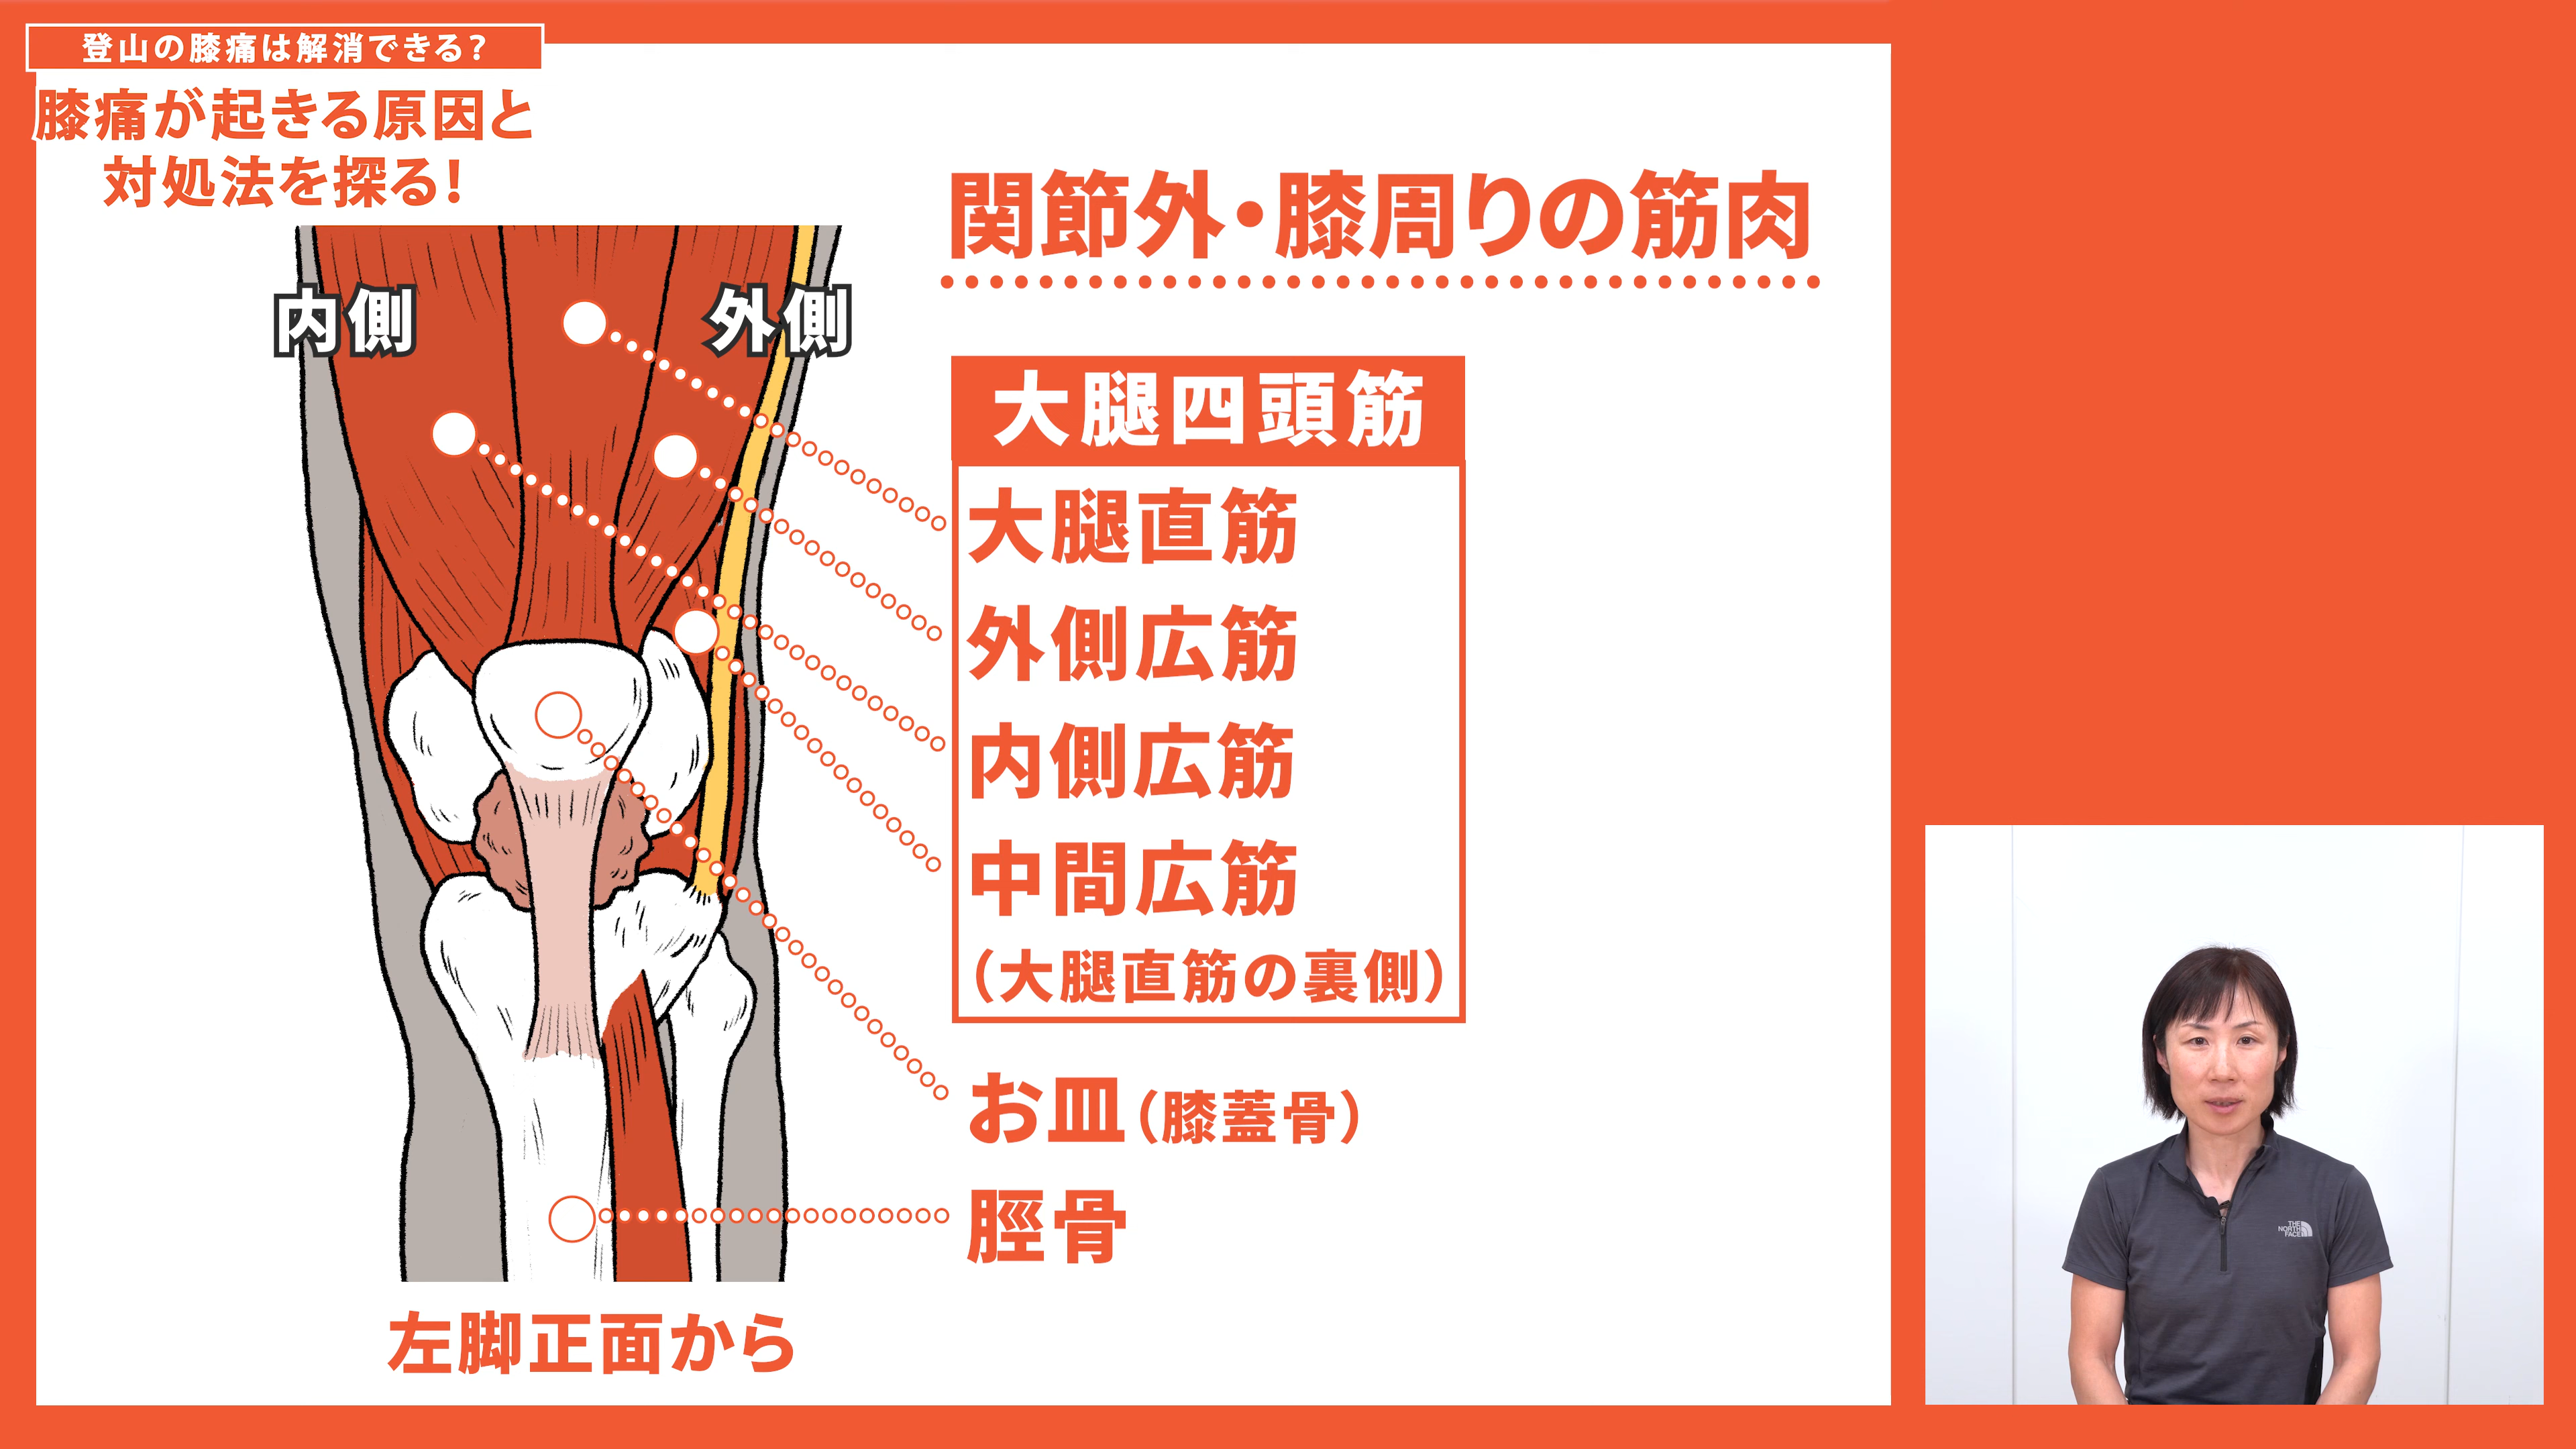 登山の膝痛は解消できる？
膝痛が起きる原因と
対処法を探る！
関節外・膝周りの筋肉
内側
外側
大腿四頭筋
大腿直筋
外側広筋
内側広筋
中間広筋
（大腿直筋の裏側）
お皿（膝蓋骨）
脛骨
左脚正面から
THE
NORTH
FACE